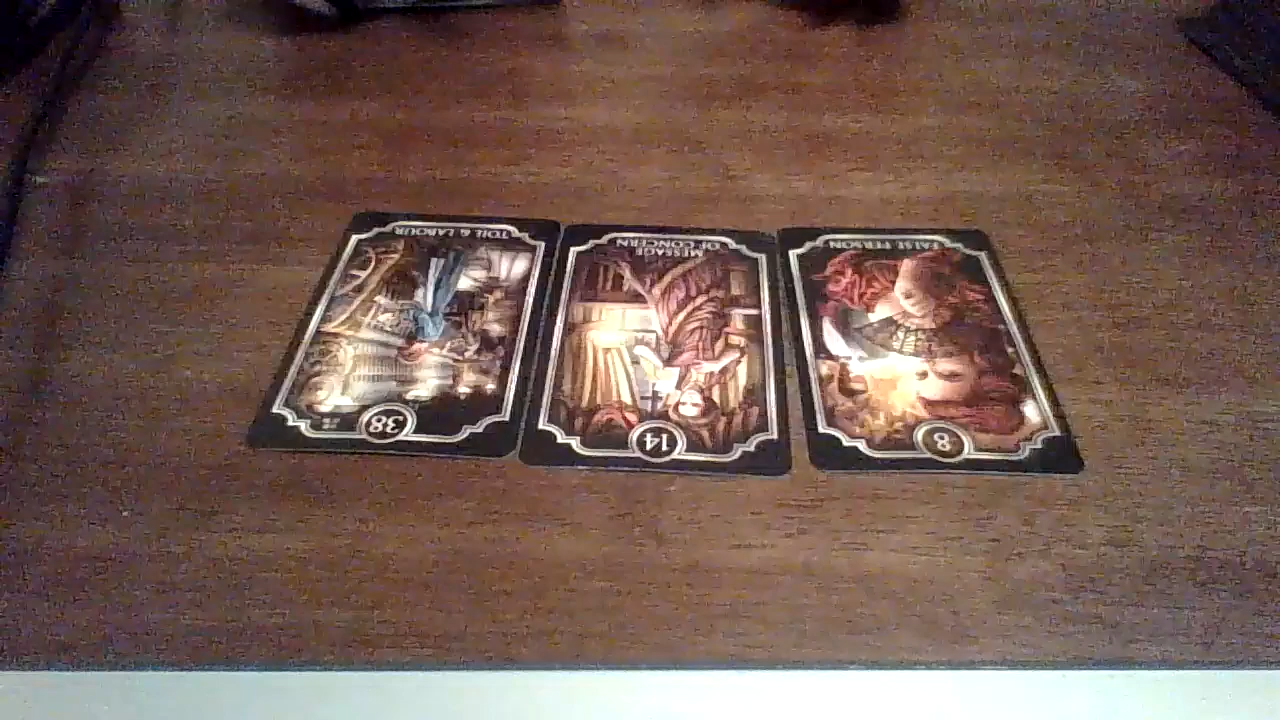 8
FALSE PERSON
14
MESSAGE
OF CONCERN
38
TOIL & LABOUR